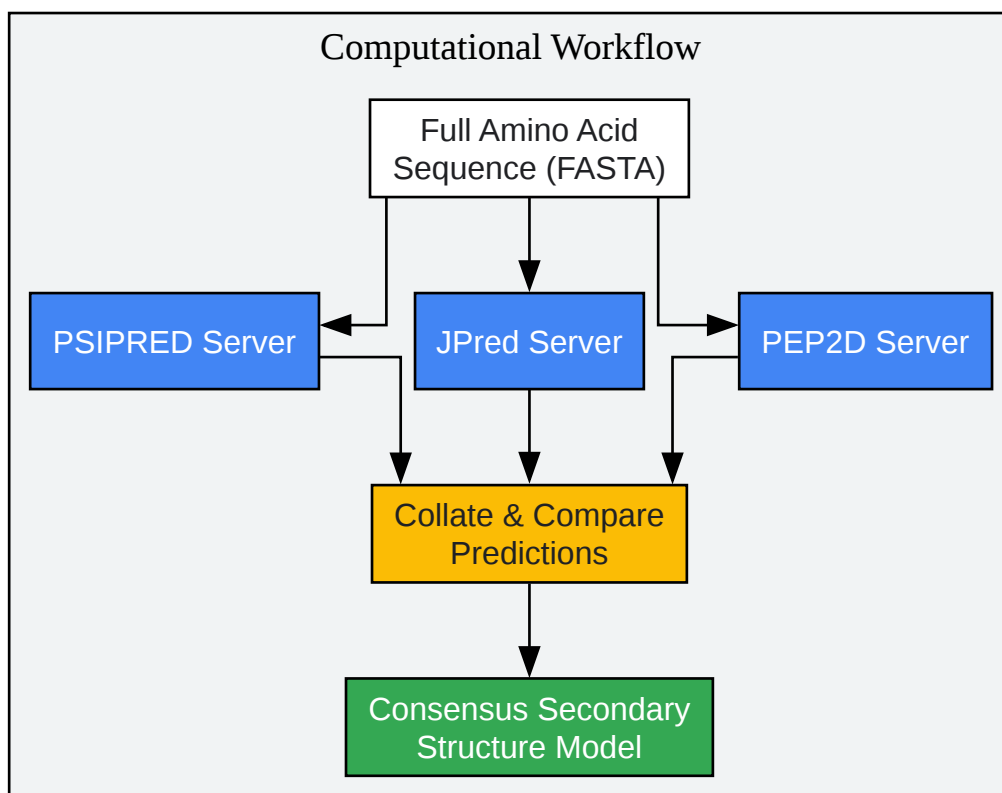 Computational Workflow
Full Amino Acid
Sequence (FASTA)
PSIPRED Server
JPred Server
PEP2D Server
Collate & Compare
Predictions
Consensus Secondary
Structure Model